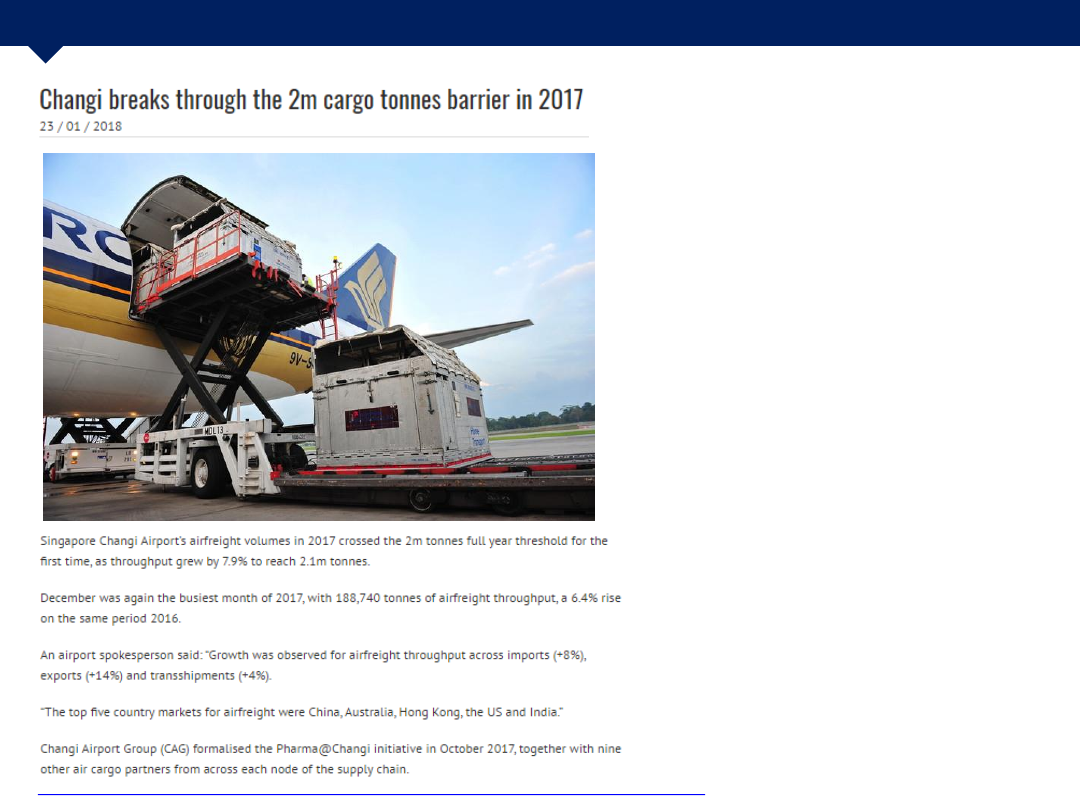 Changi breaks through the 2m cargo tonnes barrier in 2017
23 / 01 / 2018
RC
9V-S
MDL13
Singapore Changi Airport's airfreight volumes in 2017 crossed the 2m tonnes full year threshold for the
first time, as throughput grew by 7.9% to reach 2.1m tonnes.
December was again the busiest month of 2017, with 188,740 tonnes of airfreight throughput, a 6.4% rise
on the same period 2016.
An airport spokesperson said: "Growth was observed for airfreight throughput across imports (+8%),
exports (+14%) and transshipments (+4%).
"The top five country markets for airfreight were China, Australia, Hong Kong, the US and India."
Changi Airport Group (CAG) formalised the Pharma@Changi initiative in October 2017, together with nine
other air cargo partners from across each node of the supply chain.